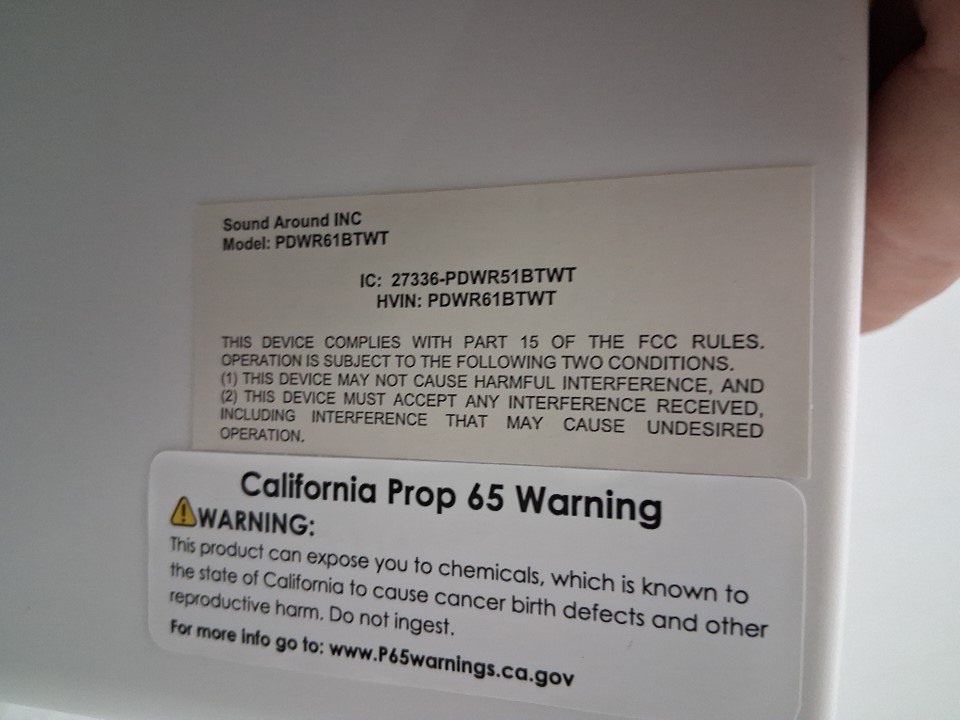 Sound Around INC
Model: PDWR61BTWT
IC: 27336-PDWR51BTWT
HVIN: PDWR61BTWT
THIS DEVICE COMPLIES WITH PART 15 OF THE FCC RULES.
OPERATION IS SUBJECT TO THE FOLLOWING TWO CONDITIONS.
(1) THIS DEVICE MAY NOT CAUSE HARMFUL INTERFERENCE, AND
(2) THIS DEVICE MUST ACCEPT ANY INTERFERENCE RECEIVED,
INCLUDING INTERFERENCE THAT MAY CAUSE UNDESIRED
OPERATION.
California Prop 65 Warning
WARNING:
This product can expose you to chemicals, which is known to
the state of California to cause cancer birth defects and other
reproductive harm. Do not ingest.
For more info go to: www.P65warnings.ca.gov